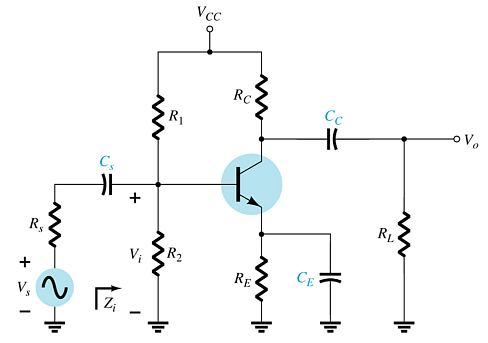 V_CC
R_C
R_1
C_C
V_o
C_s
+
R_s
V_i
R_2
R_L
+
V_s
Z_i
R_E
C_E
−
−